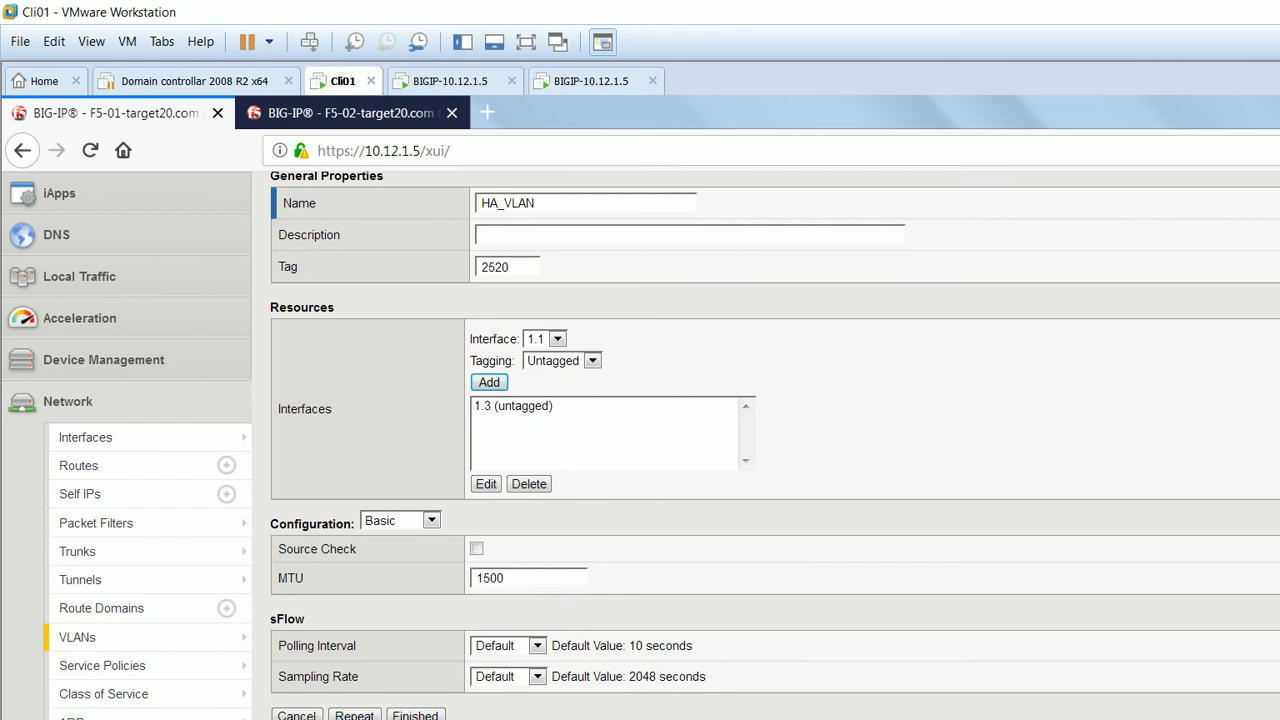 Cli01 - VMware Workstation
File Edit View VM Tabs Help
Home Domain controllar 2008 R2 x64 Cli01 BIGIP-10.12.1.5 BIGIP-10.12.1.5
BIG-IP® - F5-01-target20.com BIG-IP® - F5-02-target20.com
https://10.12.1.5/xui/
iApps
DNS
Local Traffic
Acceleration
Device Management
Network
Interfaces
Routes
Self IPs
Packet Filters
Trunks
Tunnels
Route Domains
VLANs
Service Policies
Class of Service
General Properties
Name HA_VLAN
Description
Tag 2520
Resources
Interfaces
Interface: 1.1
Tagging: Untagged
Add
1.3 (untagged)
Edit Delete
Configuration: Basic
Source Check
MTU 1500
sFlow
Polling Interval Default Default Value: 10 seconds
Sampling Rate Default Default Value: 2048 seconds
Cancel Repeat Finished